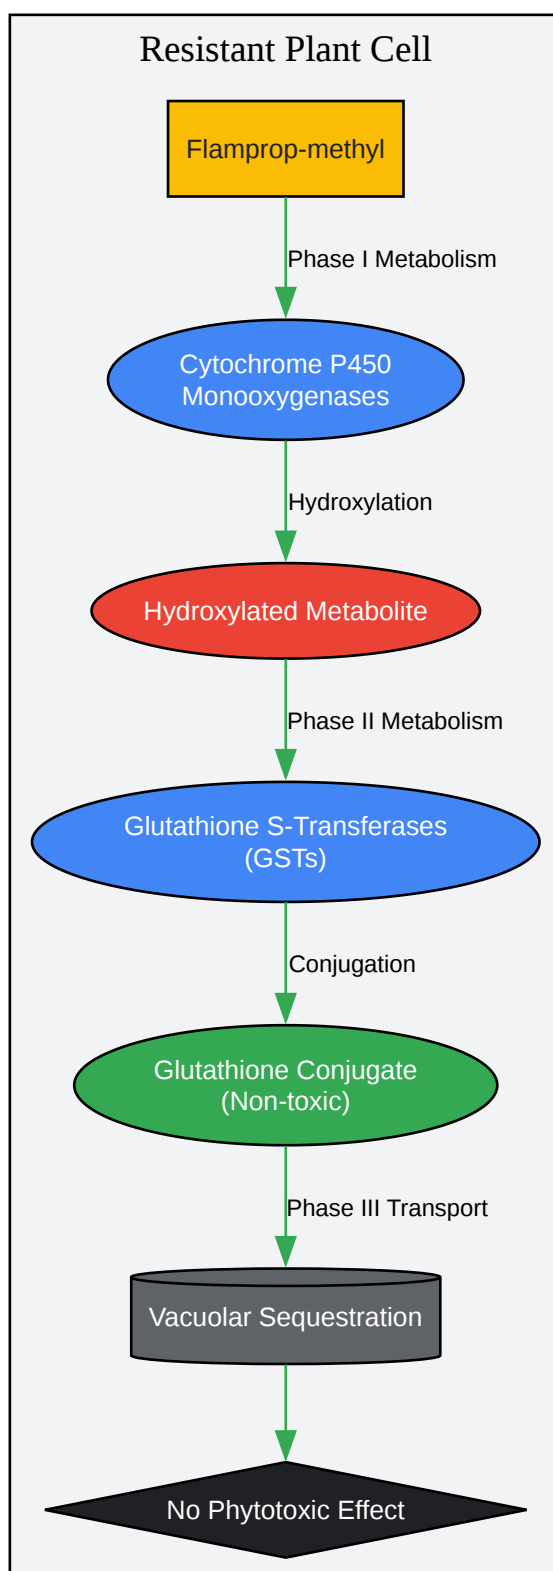 Resistant Plant Cell
Flamprop-methyl
Phase I Metabolism
Cytochrome P450
Monooxygenases
Hydroxylation
Hydroxylated Metabolite
Phase II Metabolism
Glutathione S-Transferases
(GSTs)
Conjugation
Glutathione Conjugate
(Non-toxic)
Phase III Transport
Vacuolar Sequestration
No Phytotoxic Effect